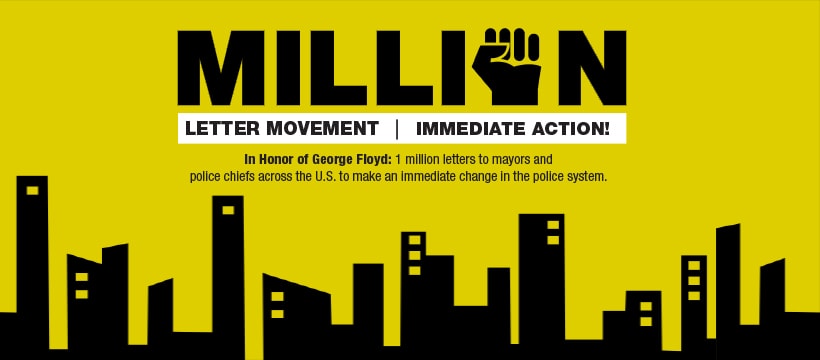 MILLION
LETTER MOVEMENT | IMMEDIATE ACTION!
In Honor of George Floyd: 1 million letters to mayors and
police chiefs across the U.S. to make an immediate change in the police system.